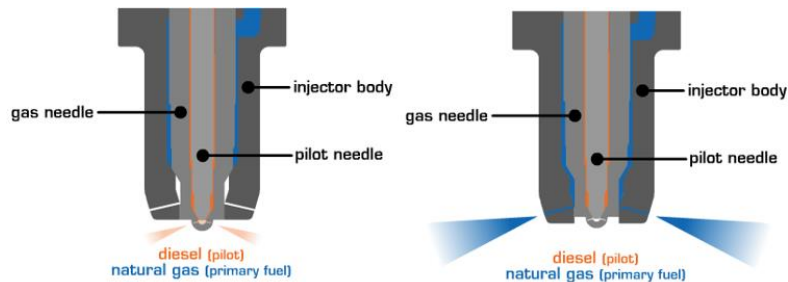 injector body
gas needle
pilot needle
diesel (pilot)
natural gas (primary fuel)
injector body
gas needle
pilot needle
diesel (pilot)
natural gas (primary fuel)